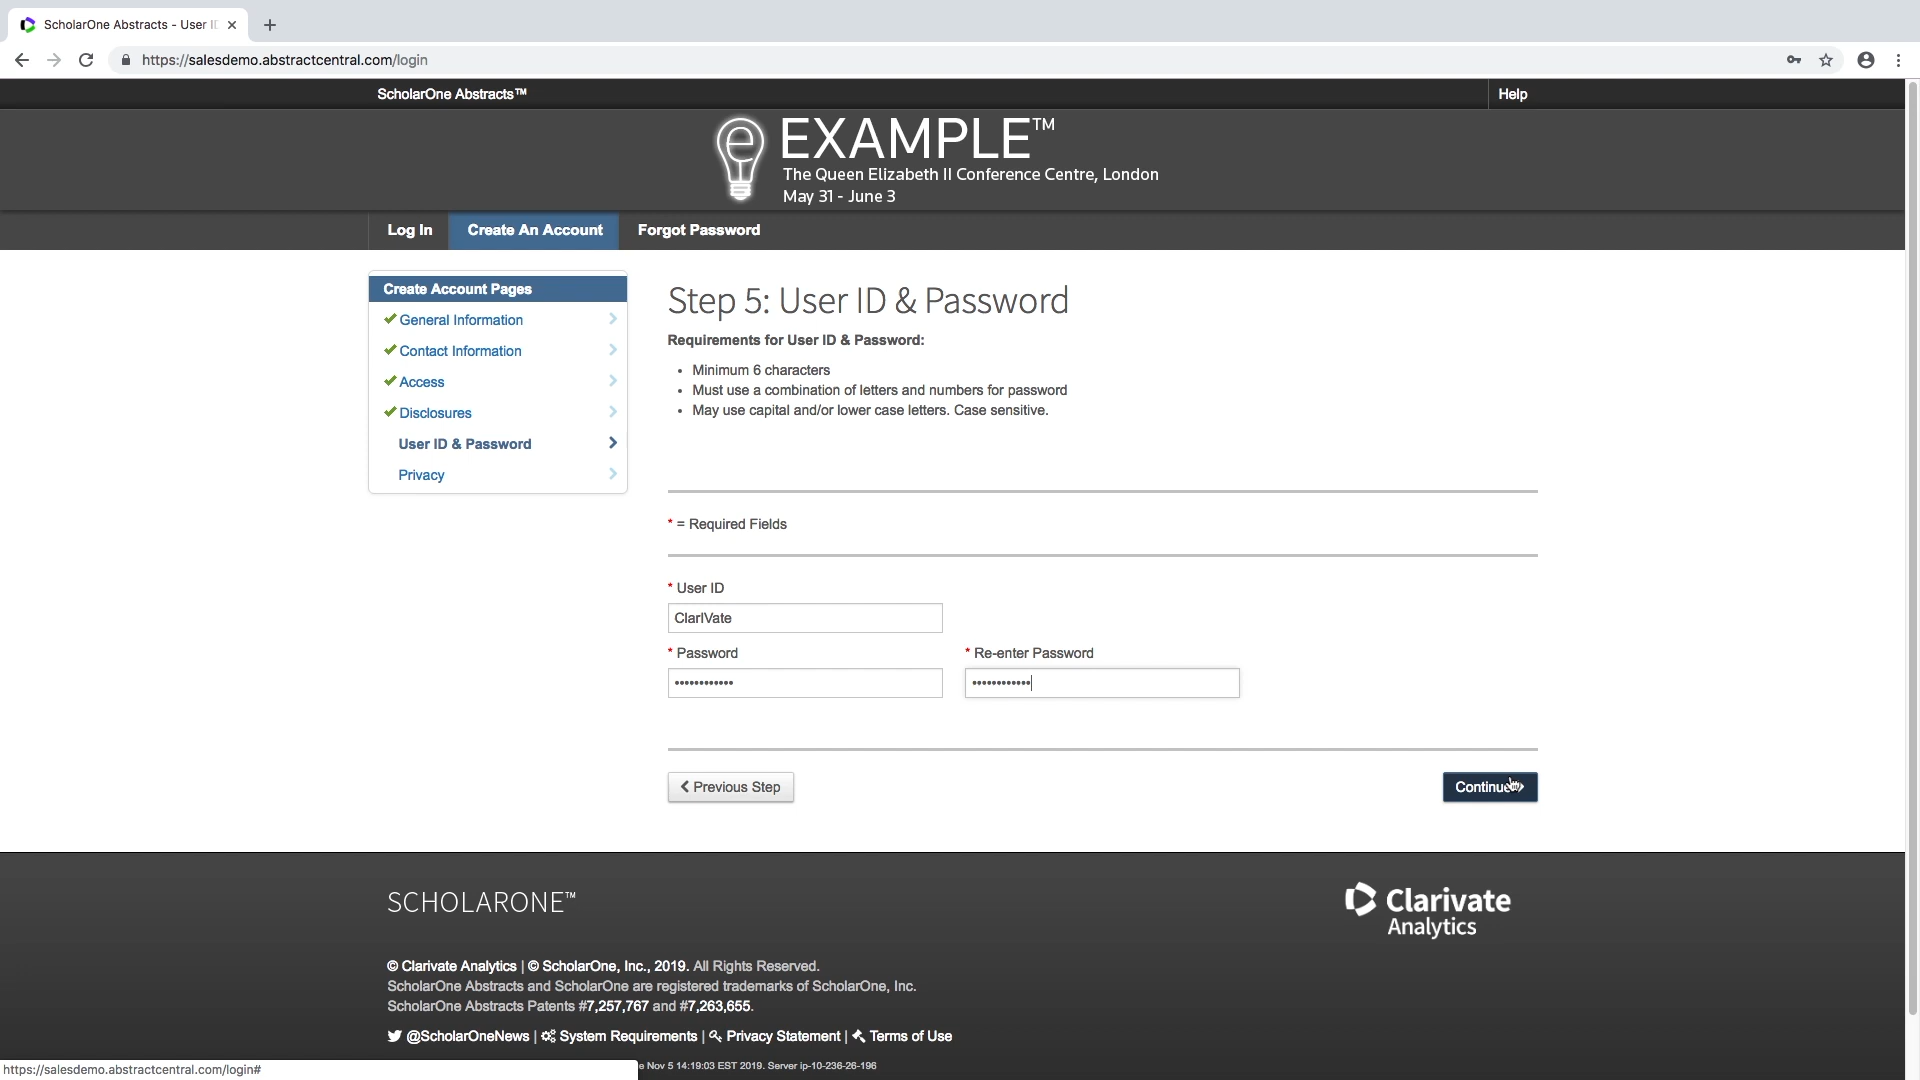 ScholarOne Abstracts - User I
https://salesdemo.abstractcentral.com/login
ScholarOne Abstracts™
Help
EXAMPLE™
The Queen Elizabeth II Conference Centre, London
May 31 - June 3
Log In
Create An Account
Forgot Password
Create Account Pages
General Information
Contact Information
Access
Disclosures
User ID & Password
Privacy
Step 5: User ID & Password
Requirements for User ID & Password:
• Minimum 6 characters
• Must use a combination of letters and numbers for password
• May use capital and/or lower case letters. Case sensitive.
* = Required Fields
* User ID
ClarIVate
* Password
* Re-enter Password
••••••••••••
••••••••••••
Previous Step
Continue
SCHOLARONE™
Clarivate
Analytics
© Clarivate Analytics | © ScholarOne, Inc., 2019. All Rights Reserved.
ScholarOne Abstracts and ScholarOne are registered trademarks of ScholarOne, Inc.
ScholarOne Abstracts Patents #7,257,767 and #7,263,655.
@ScholarOneNews | System Requirements | Privacy Statement | Terms of Use
Nov 5 14:19:03 EST 2019. Server ip-10-236-26-196
https://salesdemo.abstractcentral.com/login#